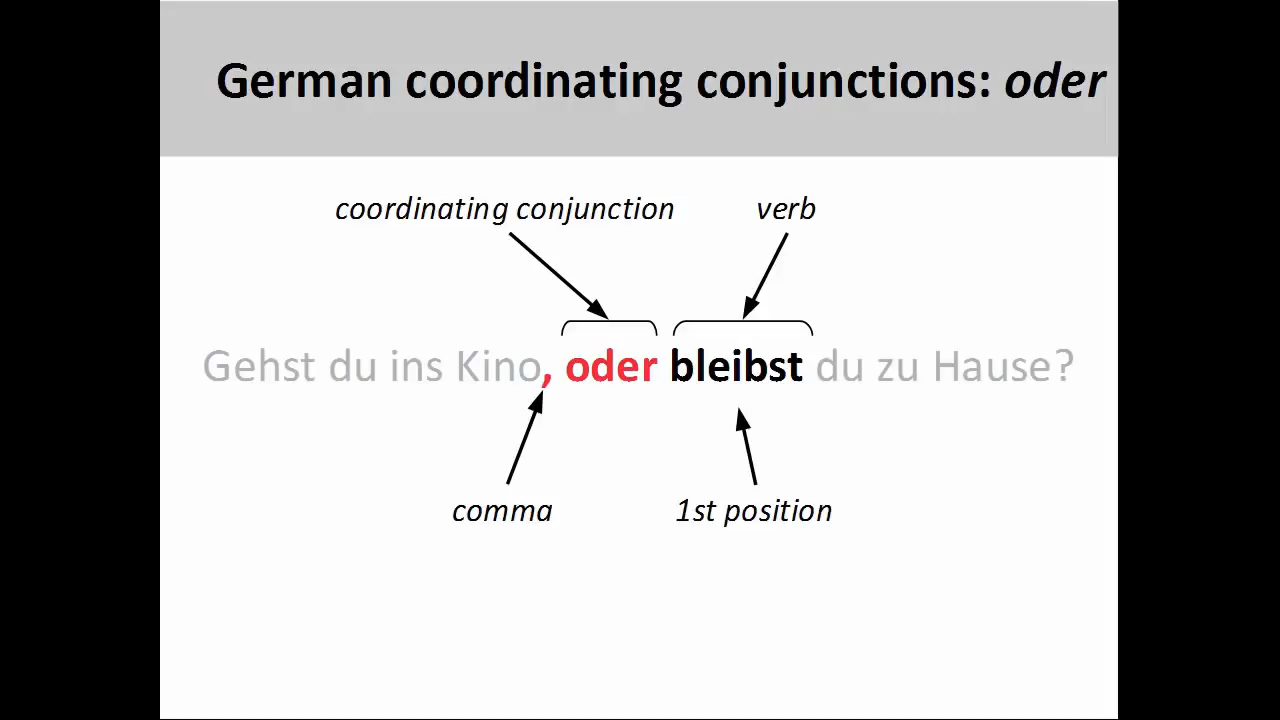 German coordinating conjunctions: oder
coordinating conjunction verb
Gehst du ins Kino, oder bleibst du zu Hause?
comma 1st position